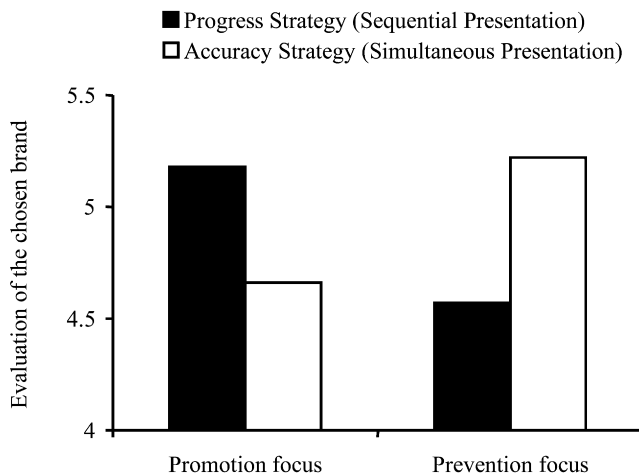 Progress Strategy (Sequential Presentation)
Accuracy Strategy (Simultaneous Presentation)
Evaluation of the chosen brand
5.5
5
4.5
4
Promotion focus
Prevention focus